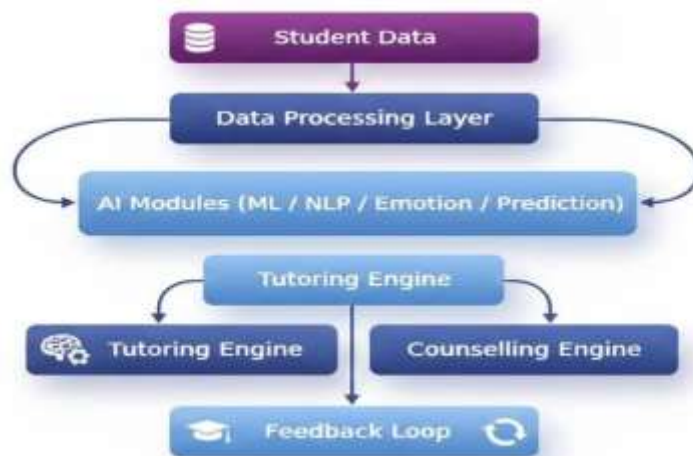 Student Data
Data Processing Layer
AI Modules (ML / NLP / Emotion / Prediction)
Tutoring Engine
Tutoring Engine
Counselling Engine
Feedback Loop